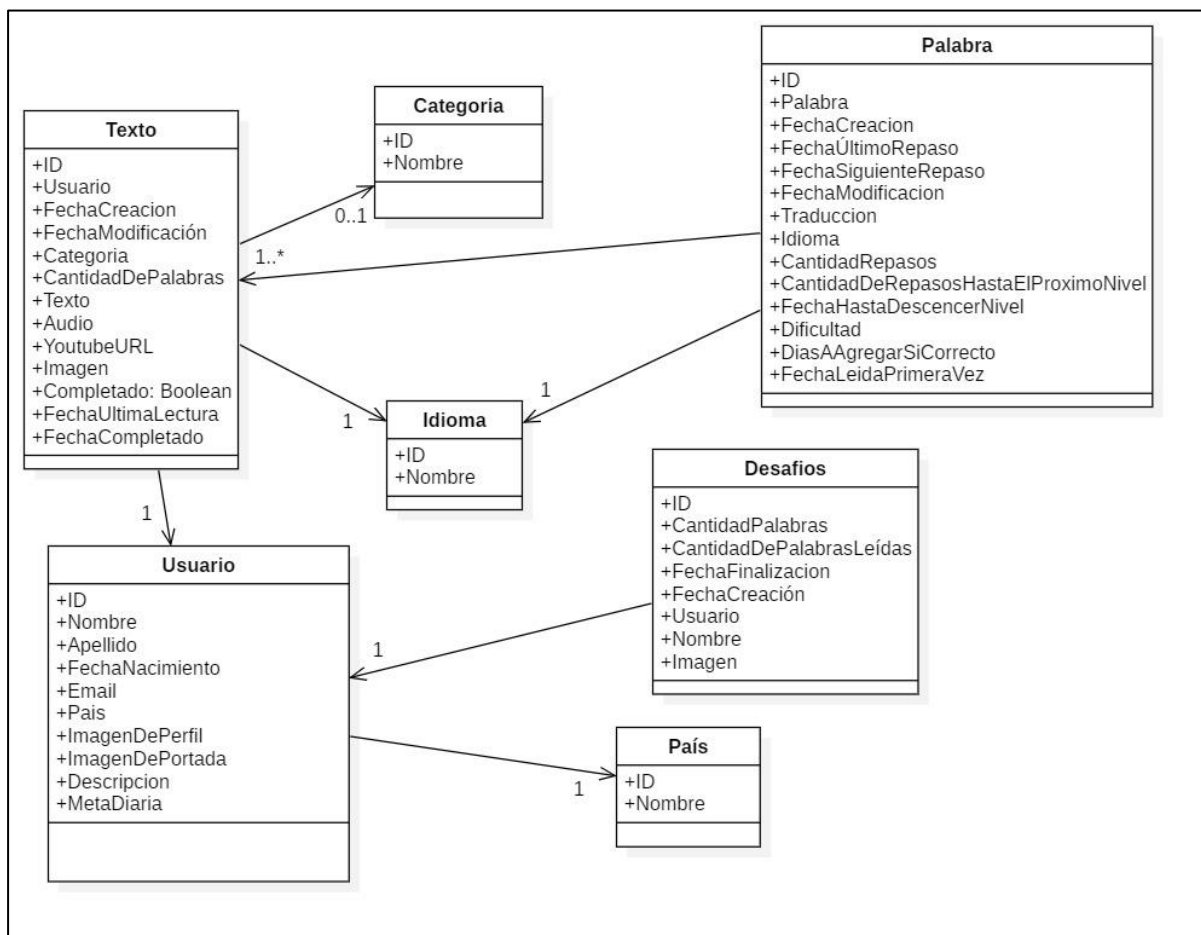 Texto
+ID
+Usuario
+FechaCreacion
+FechaModificación
+Categoria
+CantidadDePalabras
+Texto
+Audio
+YoutubeURL
+Imagen
+Completado: Boolean
+FechaUltimaLectura
+FechaCompletado
Categoria
+ID
+Nombre
0..1
1..*
Palabra
+ID
+Palabra
+FechaCreacion
+FechaÚltimoRepaso
+FechaSiguienteRepaso
+FechaModificacion
+Traduccion
+Idioma
+CantidadRepasos
+CantidadDeRepasosHastaElProximoNivel
+FechaHastaDescencerNivel
+Dificultad
+DiasAAgregarSiCorrecto
+FechaLeidaPrimeraVez
1
1
Idioma
+ID
+Nombre
1
Usuario
+ID
+Nombre
+Apellido
+FechaNacimiento
+Email
+Pais
+ImagenDePerfil
+ImagenDePortada
+Descripcion
+MetaDiaria
1
Desafios
+ID
+CantidadPalabras
+CantidadDePalabrasLeídas
+FechaFinalizacion
+FechaCreación
+Usuario
+Nombre
+Imagen
1
País
+ID
+Nombre